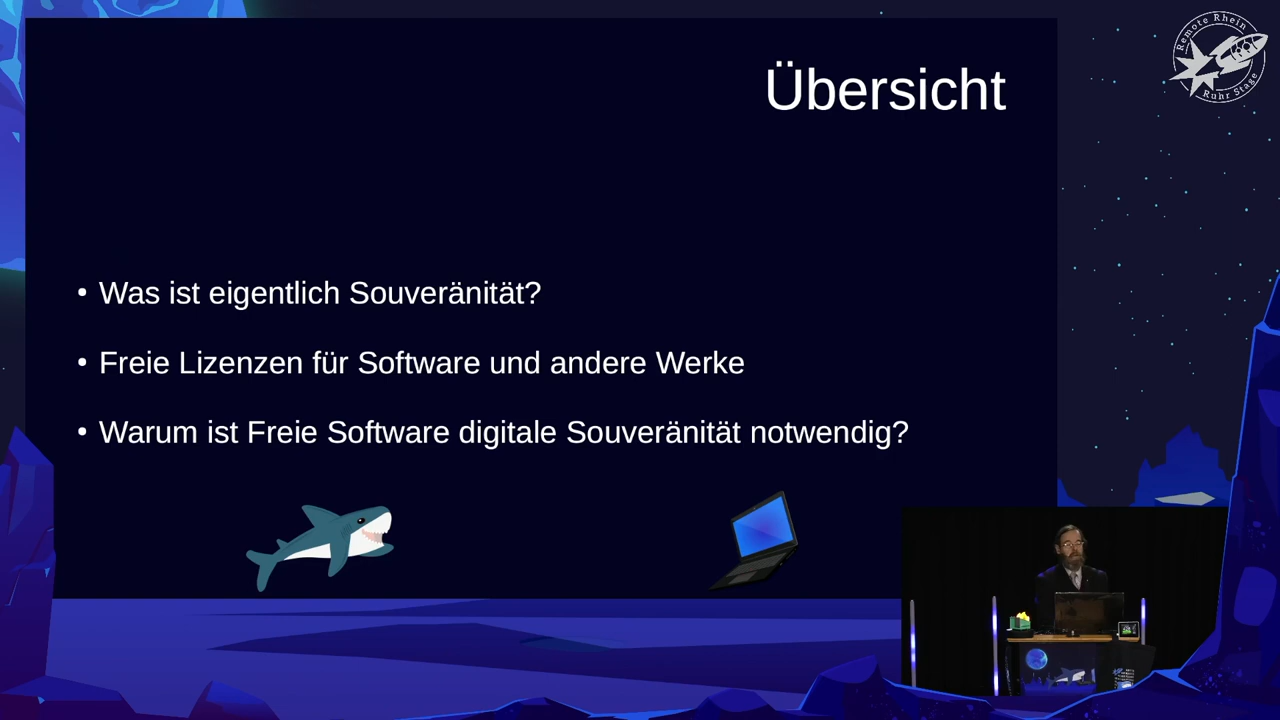 Übersicht
• Was ist eigentlich Souveränität?
• Freie Lizenzen für Software und andere Werke
• Warum ist Freie Software digitale Souveränität notwendig?
Remote Rhein
Ruhr Stage